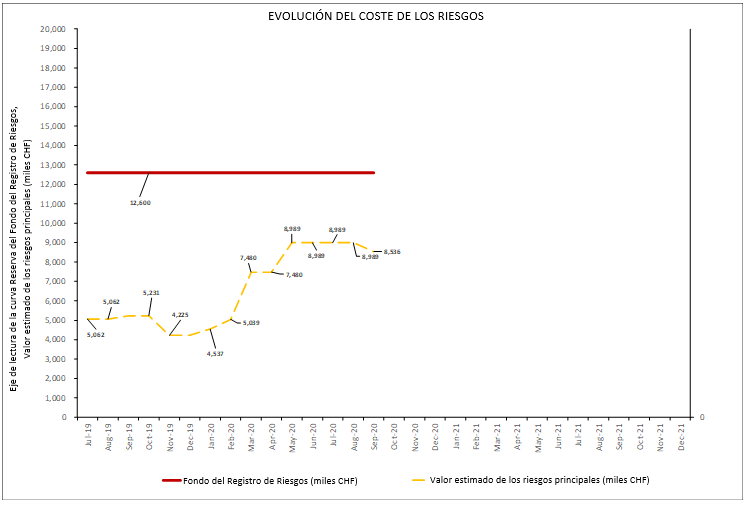 EVOLUCIÓN DEL COSTE DE LOS RIESGOS
Eje de lectura de la curva Reserva del Fondo del Registro de Riesgos,
Valor estimado de los riesgos principales (miles CHF)
20,000
19,000
18,000
17,000
16,000
15,000
14,000
13,000
12,000
11,000
10,000
9,000
8,000
7,000
6,000
5,000
4,000
3,000
2,000
1,000
0
0
12,600
5,062
5,062
5,231
4,225
4,537
5,039
7,480
7,480
8,989
8,989
8,989
8,989
8,536
Jul-19
Aug-19
Sep-19
Oct-19
Nov-19
Dec-19
Jan-20
Feb-20
Mar-20
Apr-20
May-20
Jun-20
Jul-20
Aug-20
Sep-20
Oct-20
Nov-20
Dec-20
Jan-21
Feb-21
Mar-21
Apr-21
May-21
Jun-21
Jul-21
Aug-21
Sep-21
Oct-21
Nov-21
Dec-21
Fondo del Registro de Riesgos (miles CHF)
Valor estimado de los riesgos principales (miles CHF)